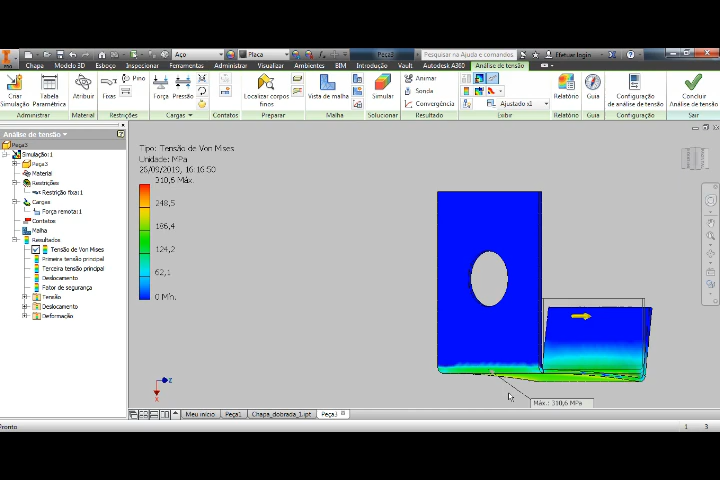 Aço
Placa
Peça3
Pesquisar na Ajuda e comandos
Efetuar login
Chapa Modelo 3D Esboço Inspecionar Ferramentas Administrar Visualizar Ambientes BIM Introdução Vault Autodesk A360 Análise de tensão
Criar Simulação
Tabela Paramétrica
Atribuir
Fixas
Pino
Força Pressão
Localizar corpos finos
Vista de malha
Simular
Animar
Sonda
Convergência
Ajustado x1
Relatório
Guia
Configuração de análise de tensão
Concluir Análise de tensão
Administrar Material Restrições Cargas Contatos Preparar Malha Solucionar Resultado Exibir Relatório Guia Configuração Sair
Análise de tensão
Peça3
Simulação:1
Peça3
Material
Restrições
Restrição fixa:1
Cargas
Força remota:1
Contatos
Malha
Resultados
Tensão de Von Mises
Primeira tensão principal
Terceira tensão principal
Deslocamento
Fator de segurança
Tensão
Deslocamento
Deformação
Tipo: Tensão de Von Mises
Unidade: MPa
26/09/2019, 16:16:50
310,6 Máx.
248,5
186,4
124,2
62,1
0 Mín.
Máx.: 310,6 MPa
Z
X
Meu início Peça1 Chapa_dobrada_1.ipt Peça3
Pronto
1 3